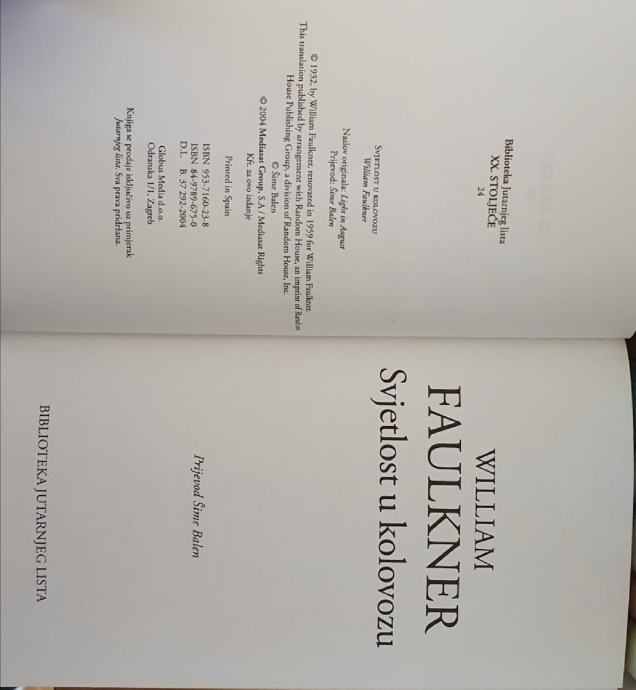 Biblioteka Jutarnjeg lista
XX. STOLJEĆE
24
SVJETLOST U KOLOVOZU
William Faulkner
Naslov originala: Light in August
Prijevod: Šime Balen
© 1932. by William Faulkner, renovated in 1959 for William Faulkner.
This translation published by arrangement with Random House, an imprint of Random
House Publishing Group, a division of Random House, Inc.
© Šime Balen
© 2004 Mediasat Group, S.A / Mediasat Rights
Kft. za ovo izdanje
Printed in Spain
ISBN 953-7160-23-8
ISBN 84-9789-675-0
D.L. B. 37 292-2004
Globus Media d.o.o.
Odranska 1/1, Zagreb
Knjiga se prodaje isključivo uz primjerak
Jutarnjeg lista. Sva prava pridržana.
WILLIAM
FAULKNER
Svjetlost u kolovozu
Prijevod Šime Balen
BIBLIOTEKA JUTARNJEG LISTA